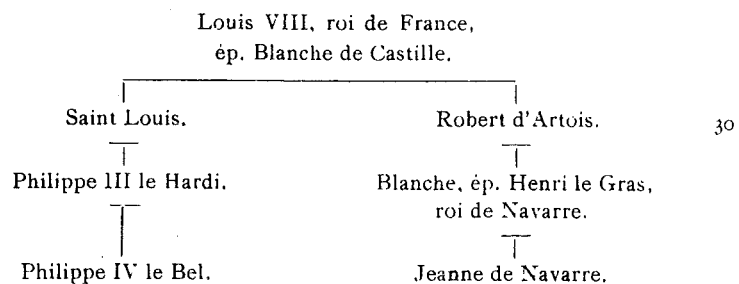 Louis VIII, roi de France,
ép. Blanche de Castille.
Saint Louis. Robert d'Artois. 30
Philippe III le Hardi. Blanche, ép. Henri le Gras,
roi de Navarre.
Philippe IV le Bel. Jeanne de Navarre.